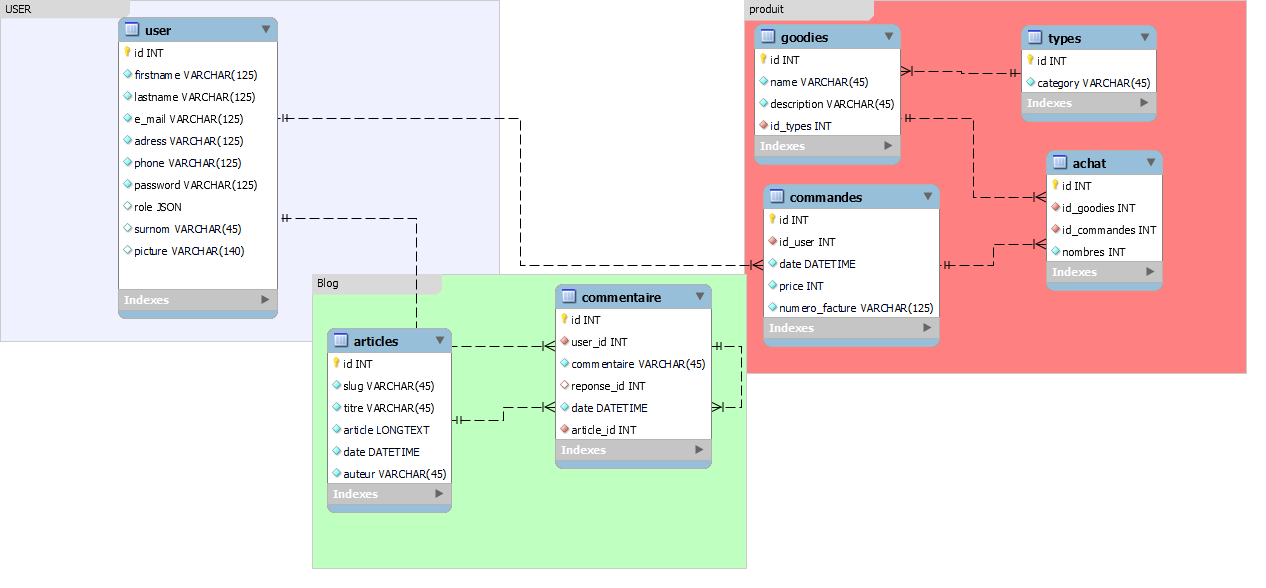 USER
user
id INT
firstname VARCHAR(125)
lastname VARCHAR(125)
e_mail VARCHAR(125)
adress VARCHAR(125)
phone VARCHAR(125)
password VARCHAR(125)
role JSON
surnom VARCHAR(45)
picture VARCHAR(140)
Indexes
produit
goodies
id INT
name VARCHAR(45)
description VARCHAR(45)
id_types INT
Indexes
types
id INT
category VARCHAR(45)
Indexes
achat
id INT
id_goodies INT
id_commandes INT
nombres INT
Indexes
commandes
id INT
id_user INT
date DATETIME
price INT
numero_facture VARCHAR(125)
Indexes
Blog
commentaire
id INT
user_id INT
commentaire VARCHAR(45)
reponse_id INT
date DATETIME
article_id INT
Indexes
articles
id INT
slug VARCHAR(45)
titre VARCHAR(45)
article LONGTEXT
date DATETIME
auteur VARCHAR(45)
Indexes